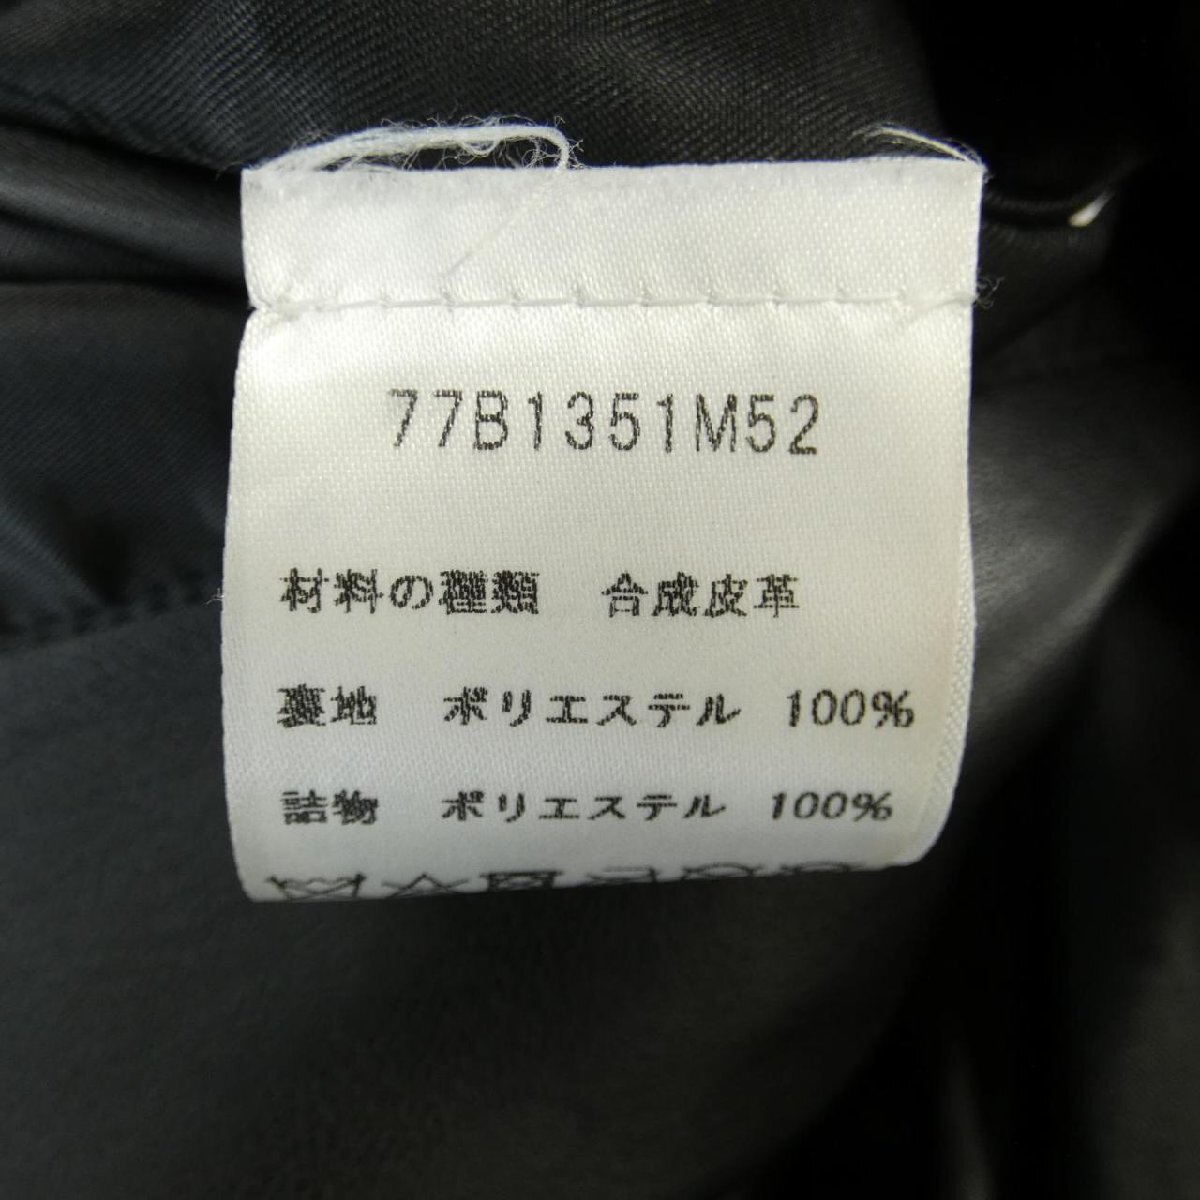 77B1351M52
材料の種類　合成皮革
裏地　ポリエステル　100%
詰物　ポリエステル　100%